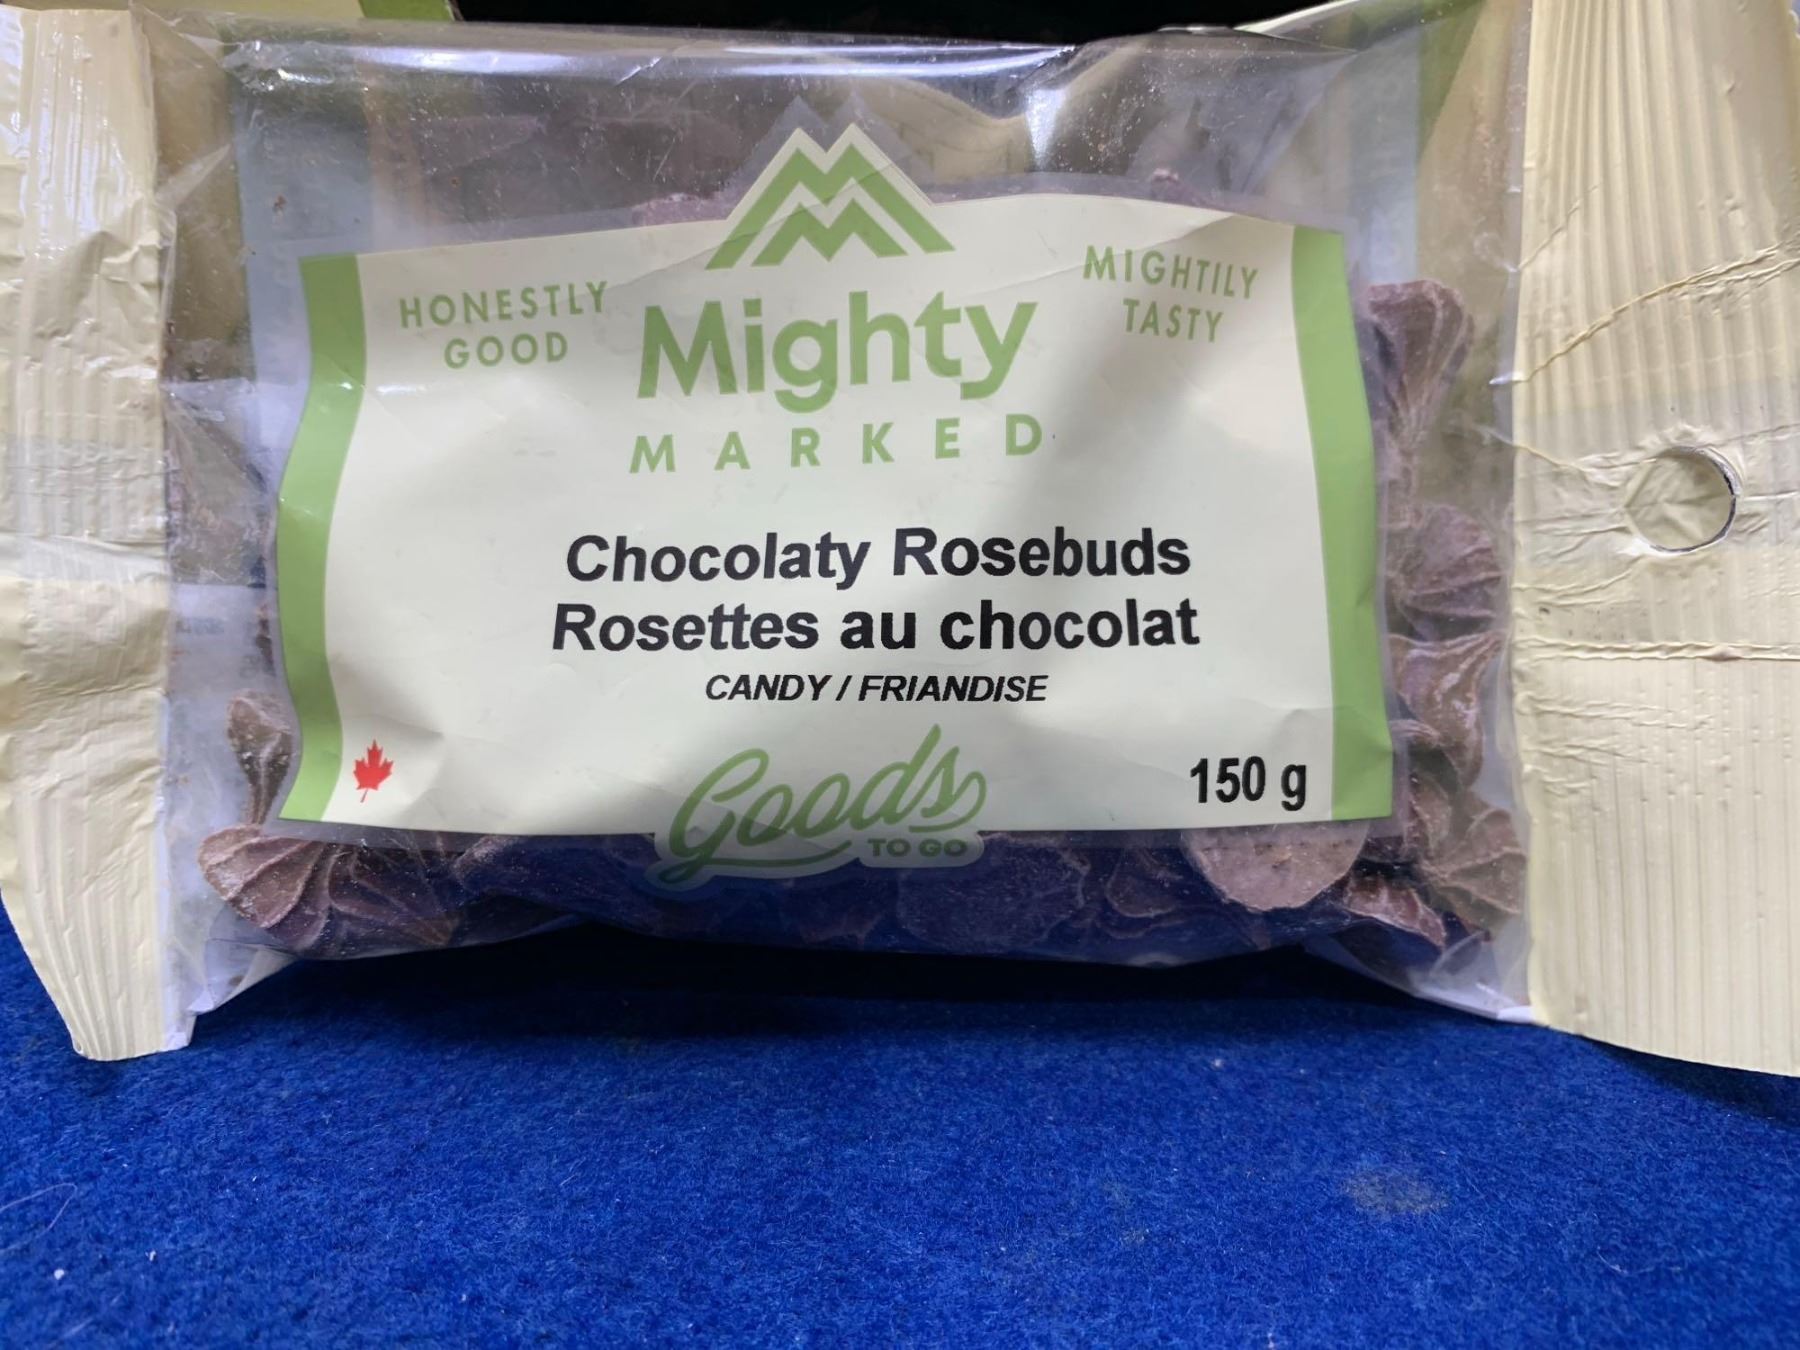 HONESTLY
GOOD
Mighty
MARKED
MIGHTILY
TASTY
Chocolaty Rosebuds
Rosettes au chocolat
CANDY / FRIANDISE
Goods
TO GO
150 g